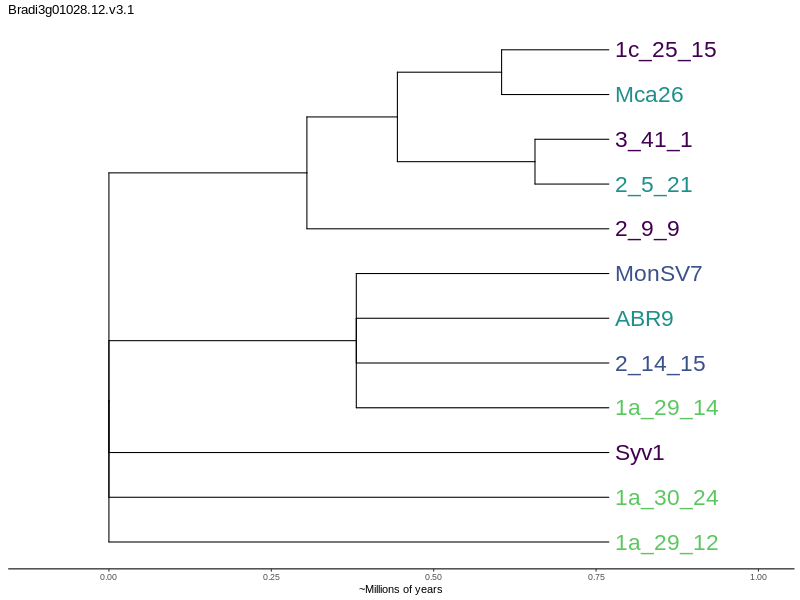 Bradi3g01028.12.v3.1
1c_25_15
Mca26
3_41_1
2_5_21
2_9_9
MonSV7
ABR9
2_14_15
1a_29_14
Syv1
1a_30_24
1a_29_12
0.00 0.25 0.50 0.75 1.00
~Millions of years